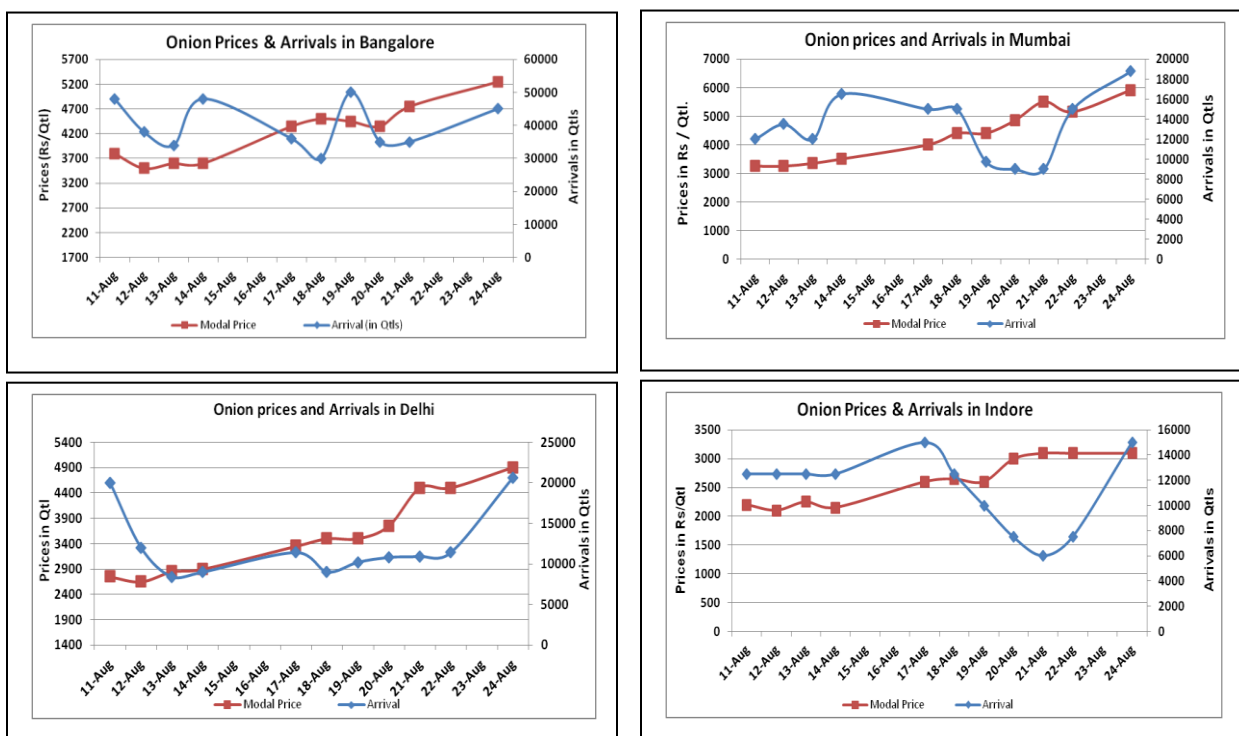 Onion Prices & Arrivals in Bangalore
5700
5200
4700
4200
3700
3200
2700
2200
1700
60000
50000
40000
30000
20000
10000
0
Prices (Rs/Qtl)
Arrivals in Qtls
11-Aug
12-Aug
13-Aug
14-Aug
15-Aug
16-Aug
17-Aug
18-Aug
19-Aug
20-Aug
21-Aug
22-Aug
23-Aug
24-Aug
Modal Price
Arrival (in Qtls)
Onion prices and Arrivals in Mumbai
7000
6000
5000
4000
3000
2000
1000
0
20000
18000
16000
14000
12000
10000
8000
6000
4000
2000
0
Prices in Rs / Qtl.
Arrivals in Qtls
11-Aug
12-Aug
13-Aug
14-Aug
15-Aug
16-Aug
17-Aug
18-Aug
19-Aug
20-Aug
21-Aug
22-Aug
23-Aug
24-Aug
Modal Price
Arrival
Onion prices and Arrivals in Delhi
5400
4900
4400
3900
3400
2900
2400
1900
1400
25000
20000
15000
10000
5000
0
Prices in Qtl
Arrivals in Qtls
11-Aug
12-Aug
13-Aug
14-Aug
15-Aug
16-Aug
17-Aug
18-Aug
19-Aug
20-Aug
21-Aug
22-Aug
23-Aug
24-Aug
Modal Price
Arrival
Onion Prices & Arrivals in Indore
3500
3000
2500
2000
1500
1000
500
0
16000
14000
12000
10000
8000
6000
4000
2000
0
Prices in Rs/Qtl
Arrivals in Qtls
11-Aug
12-Aug
13-Aug
14-Aug
15-Aug
16-Aug
17-Aug
18-Aug
19-Aug
20-Aug
21-Aug
22-Aug
23-Aug
24-Aug
Modal Price
Arrival